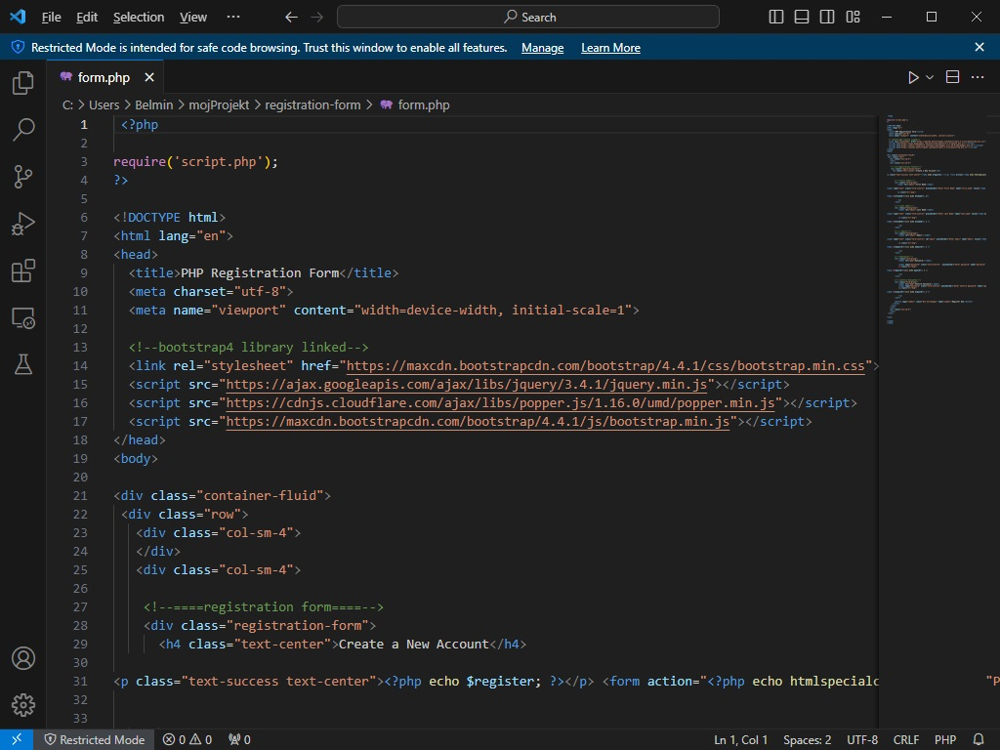 File Edit Selection View ··· Search
Restricted Mode is intended for safe code browsing. Trust this window to enable all features. Manage Learn More
form.php
C: > Users > Belmin > mojProjekt > registration-form > form.php
1 <?php
2
3 require('script.php');
4 ?>
5
6 <!DOCTYPE html>
7 <html lang="en">
8 <head>
9 <title>PHP Registration Form</title>
10 <meta charset="utf-8">
11 <meta name="viewport" content="width=device-width, initial-scale=1">
12
13 <!--bootstrap4 library linked-->
14 <link rel="stylesheet" href="https://maxcdn.bootstrapcdn.com/bootstrap/4.4.1/css/bootstrap.min.css">
15 <script src="https://ajax.googleapis.com/ajax/libs/jquery/3.4.1/jquery.min.js"></script>
16 <script src="https://cdnjs.cloudflare.com/ajax/libs/popper.js/1.16.0/umd/popper.min.js"></script>
17 <script src="https://maxcdn.bootstrapcdn.com/bootstrap/4.4.1/js/bootstrap.min.js"></script>
18 </head>
19 <body>
20
21 <div class="container-fluid">
22 <div class="row">
23 <div class="col-sm-4">
24 </div>
25 <div class="col-sm-4">
26
27 <!--====registration form====-->
28 <div class="registration-form">
29 <h4 class="text-center">Create a New Account</h4>
30
31 <p class="text-success text-center"><?php echo $register; ?></p> <form action="<?php echo htmlspecialc "P
32
33
Restricted Mode 0 0 0 Ln 1, Col 1 Spaces: 2 UTF-8 CRLF PHP